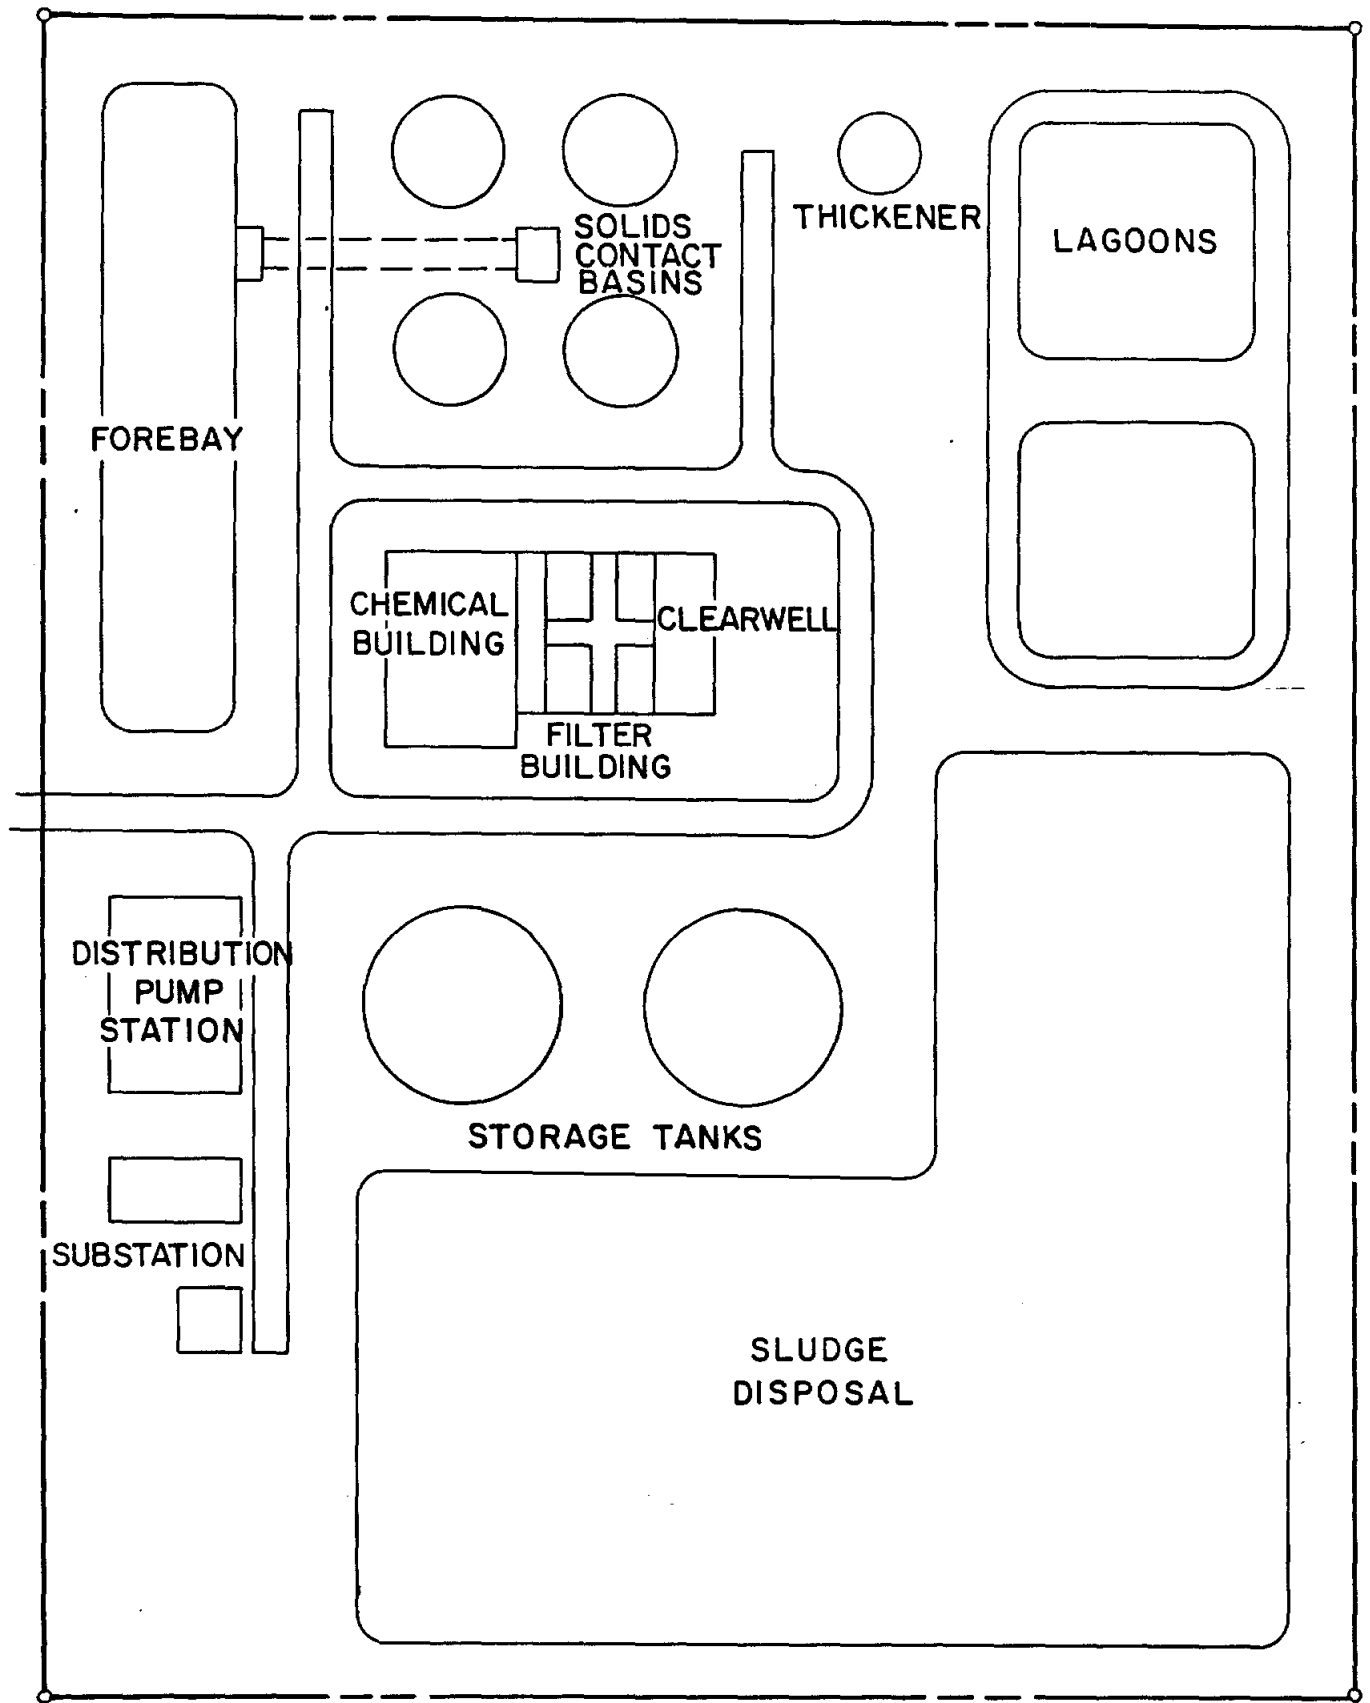 SOLIDS
CONTACT
BASINS
THICKENER
LAGOONS
FOREBAY
CHEMICAL
BUILDING
CLEARWELL
FILTER
BUILDING
DISTRIBUTION
PUMP
STATION
STORAGE TANKS
SUBSTATION
SLUDGE
DISPOSAL